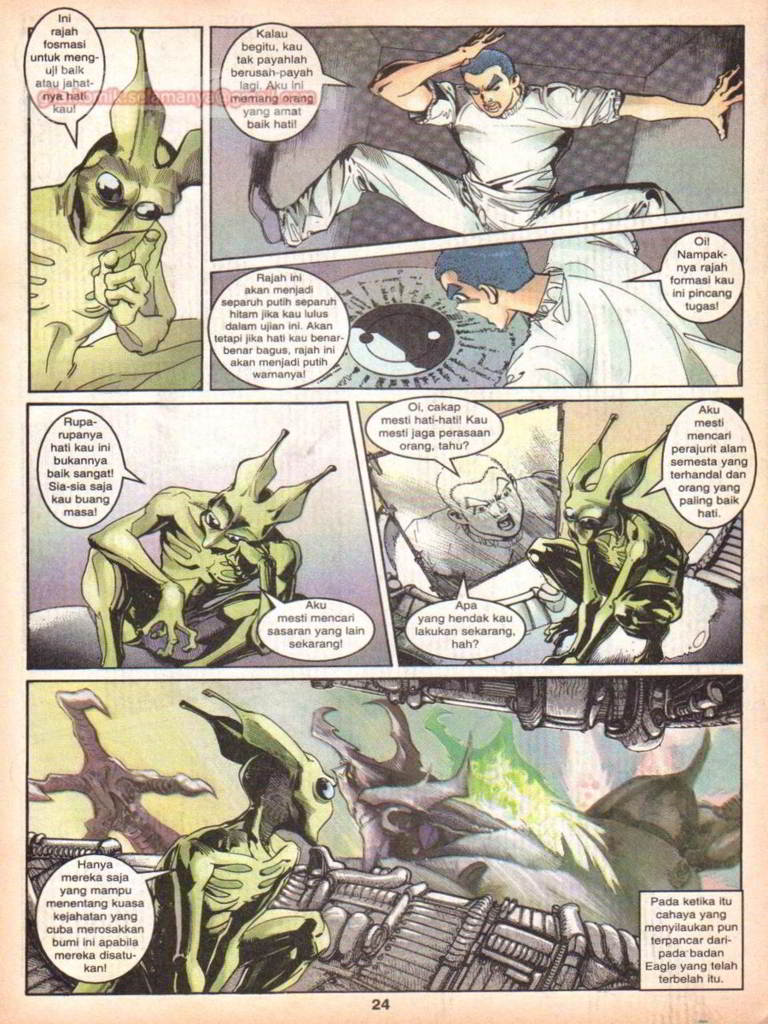 Ini
rajah
fosmasi
untuk meng-
uji baik
atau jahat-
nya hati
kau!
Kalau
begitu, kau
tak payahlah
berusah-payah
lagi. Aku ini
memang orang
yang amat
baik hati!
Rajah ini
akan menjadi
separuh putih separuh
hitam jika kau lulus
dalam ujian ini. Akan
tetapi jika hati kau benar-
benar bagus, rajah ini
akan menjadi putih
warnanya!
Oi!
Nampak-
nya rajah
formasi kau
ini pincang
tugas!
Rupa-
rupanya
hati kau ini
bukannya
baik sangat!
Sia-sia saja
kau buang
masa!
Aku
mesti mencari
sasaran yang lain
sekarang!
Oi, cakap
mesti hati-hati! Kau
mesti jaga perasaan
orang, tahu?
Apa
yang hendak kau
lakukan sekarang,
hah?
Aku
mesti
mencari
perajurit alam
semesta yang
terhandal dan
orang yang
paling baik
hati.
Hanya
mereka saja
yang mampu
menentang kuasa
kejahatan yang
cuba merosakkan
bumi ini apabila
mereka disatu-
kan!
Pada ketika itu
cahaya yang
menyilaukan pun
terpancar dari-
pada badan
Eagle yang telah
terbelah itu.
24